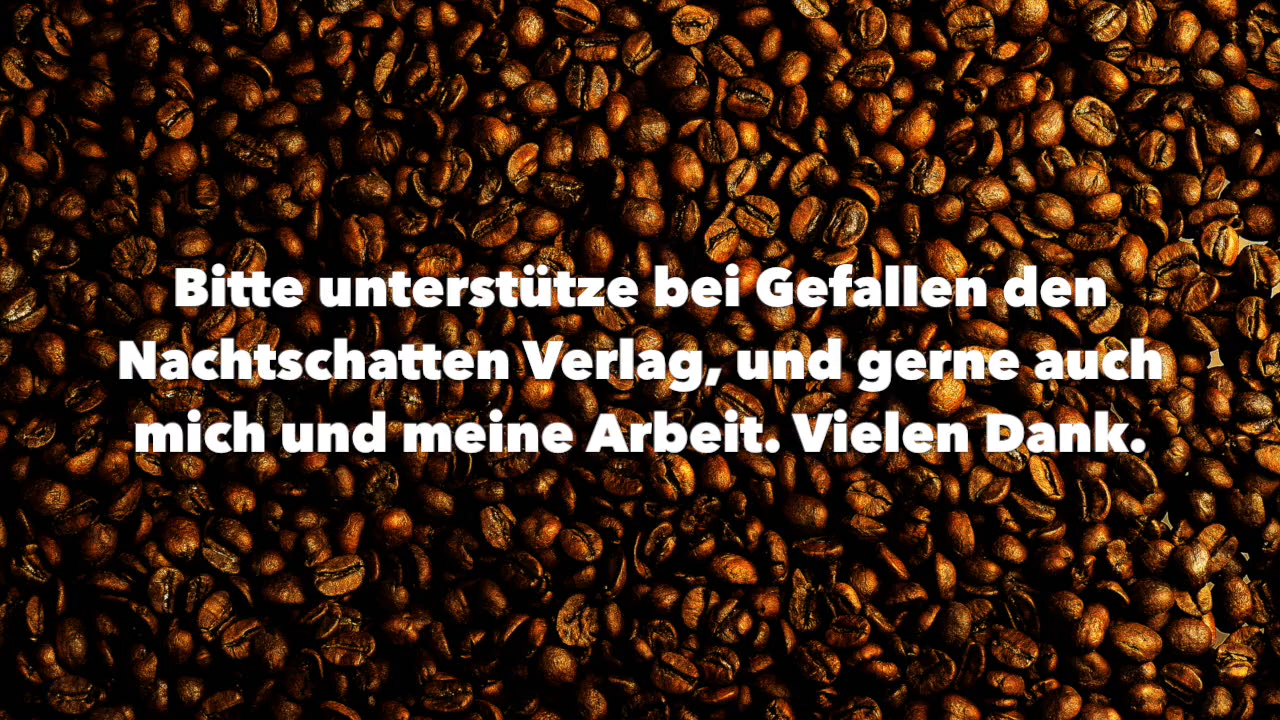 Bitte unterstütze bei Gefallen den
Nachtschatten Verlag, und gerne auch
mich und meine Arbeit. Vielen Dank.